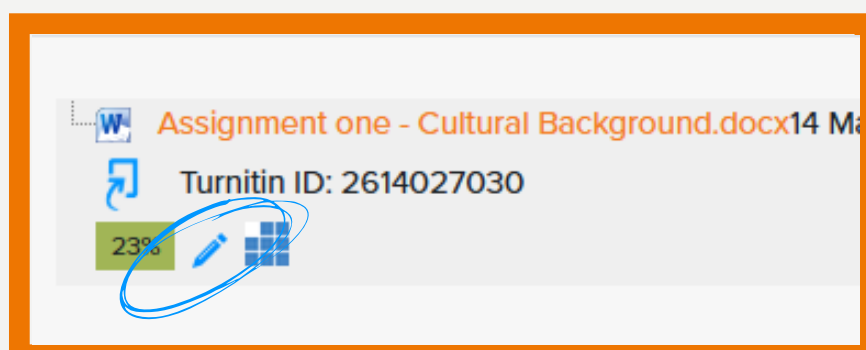 Assignment one - Cultural Background.docx14 Ma
Turnitin ID: 2614027030
23%